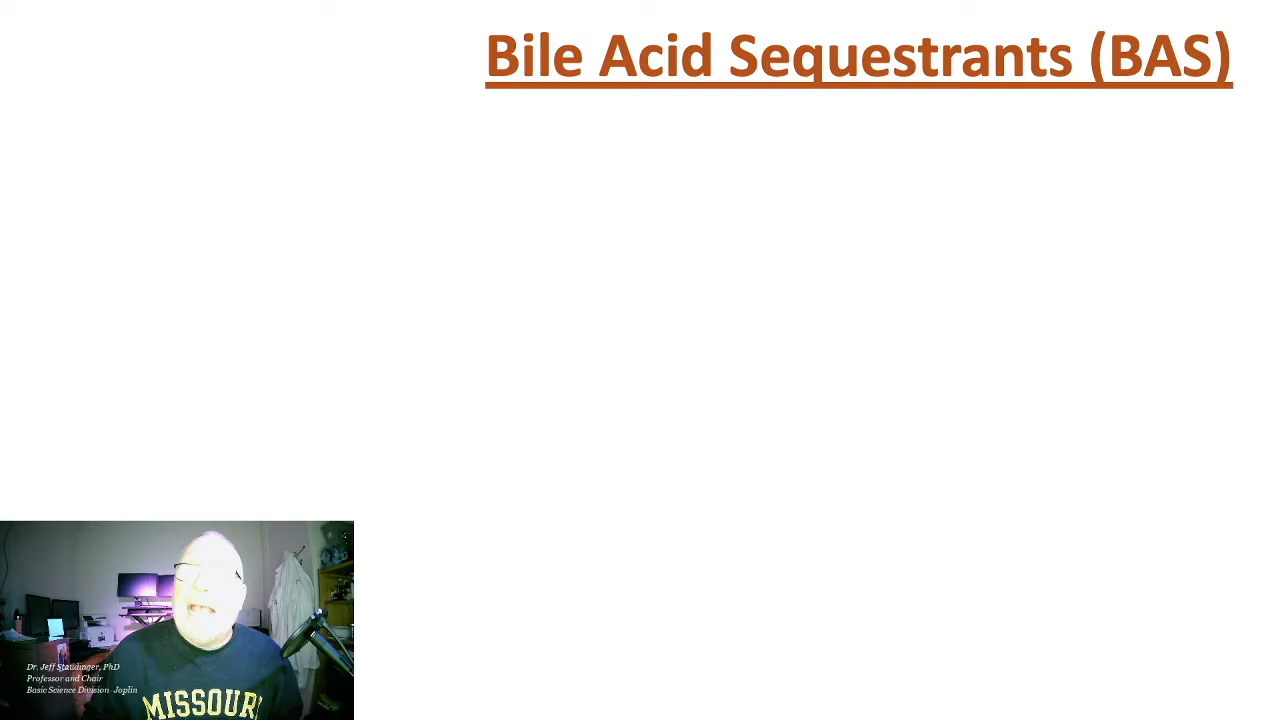 Bile Acid Sequestrants (BAS)
Dr. Jeff Staudinger, PhD
Professor and Chair
Basic Science Division- Joplin
MISSOURI